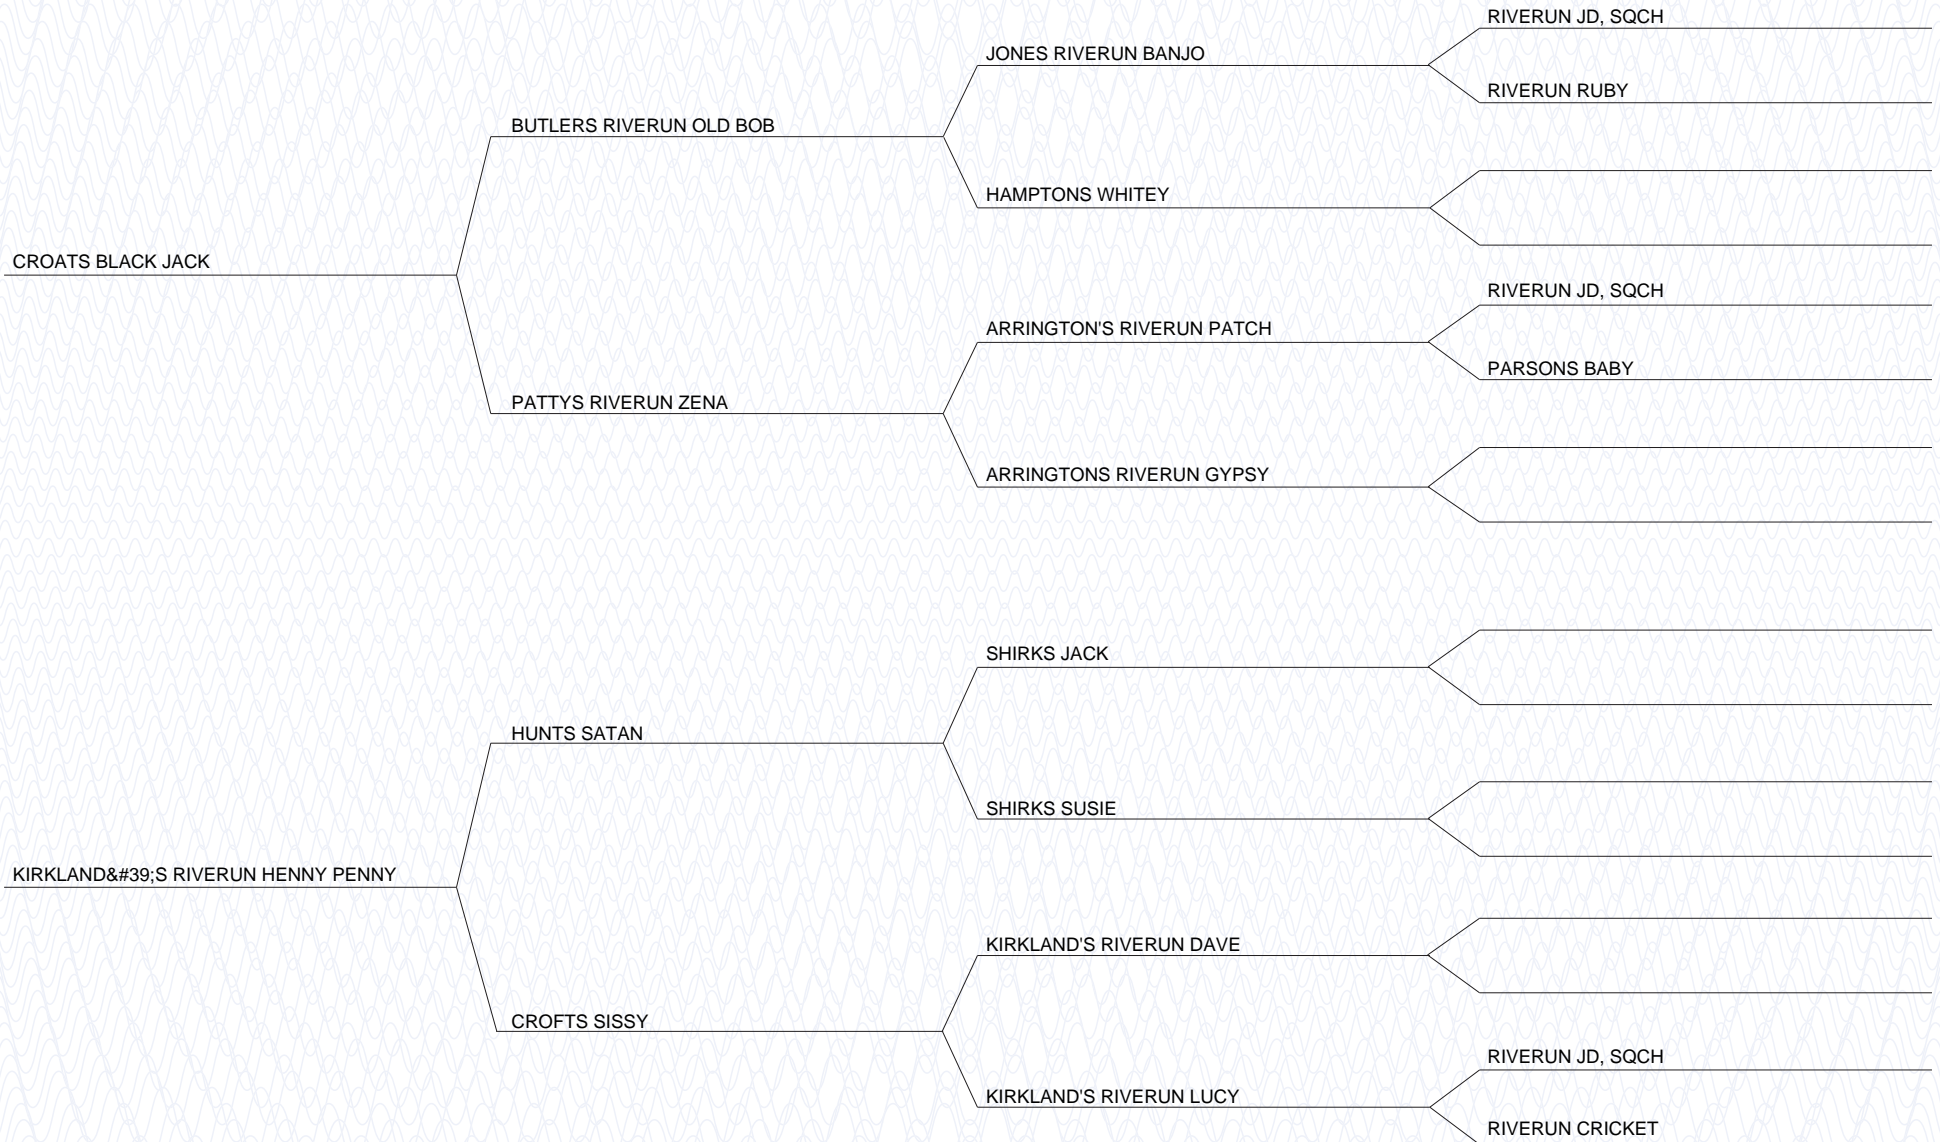 RIVERUN JD, SQCH
JONES RIVERUN BANJO
RIVERUN RUBY
BUTLERS RIVERUN OLD BOB
HAMPTONS WHITEY
CROATS BLACK JACK
RIVERUN JD, SQCH
ARRINGTON'S RIVERUN PATCH
PARSONS BABY
PATTYS RIVERUN ZENA
ARRINGTONS RIVERUN GYPSY
SHIRKS JACK
HUNTS SATAN
SHIRKS SUSIE
KIRKLAND&#39;S RIVERUN HENNY PENNY
KIRKLAND'S RIVERUN DAVE
CROFTS SISSY
RIVERUN JD, SQCH
KIRKLAND'S RIVERUN LUCY
RIVERUN CRICKET